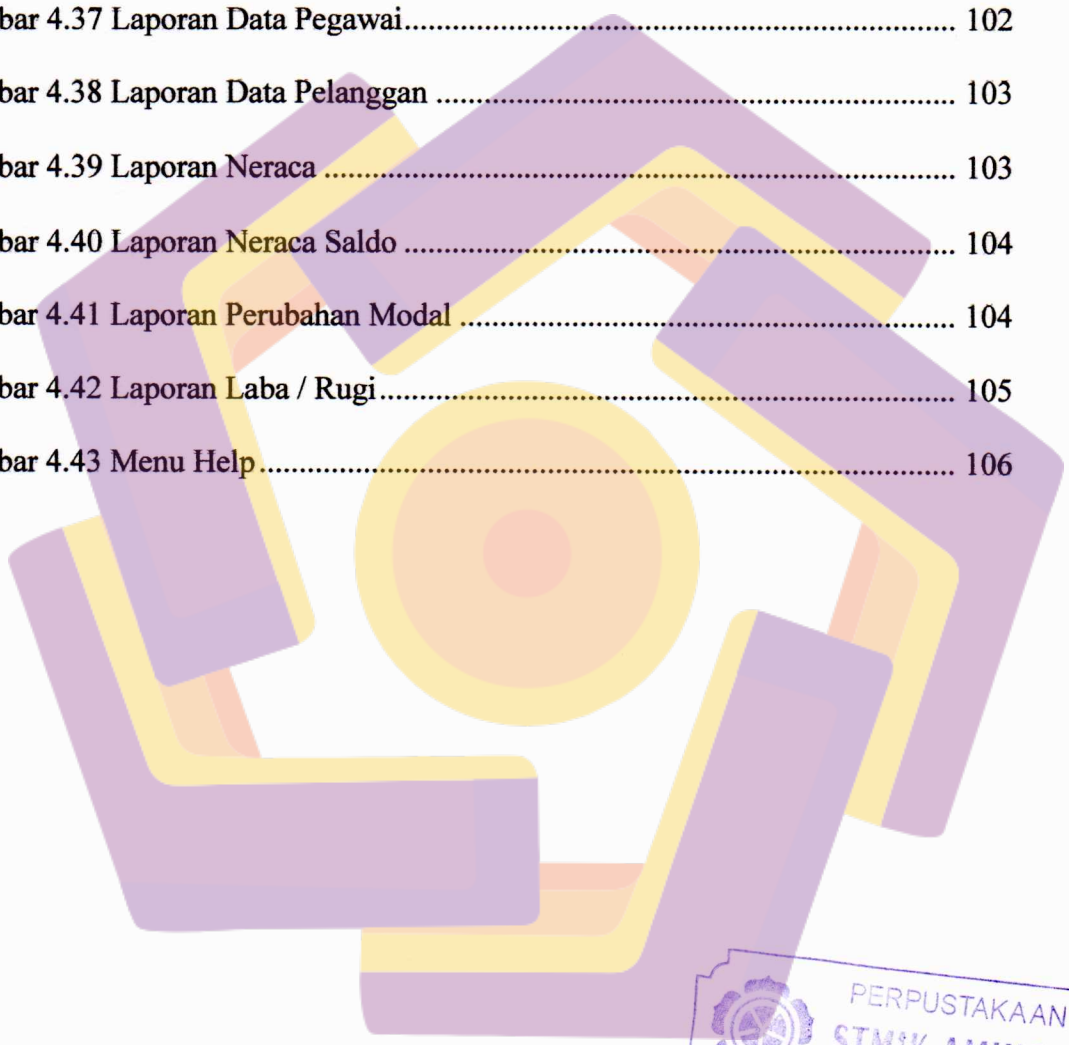 bar 4.37 Laporan Data Pegawai.................................................................................. 102
bar 4.38 Laporan Data Pelanggan .............................................................................. 103
bar 4.39 Laporan Neraca ............................................................................................... 103
bar 4.40 Laporan Neraca Saldo ................................................................................... 104
bar 4.41 Laporan Perubahan Modal ........................................................................... 104
bar 4.42 Laporan Laba / Rugi...................................................................................... 105
bar 4.43 Menu Help........................................................................................................ 106
PERPUSTAKAAN
STMIK